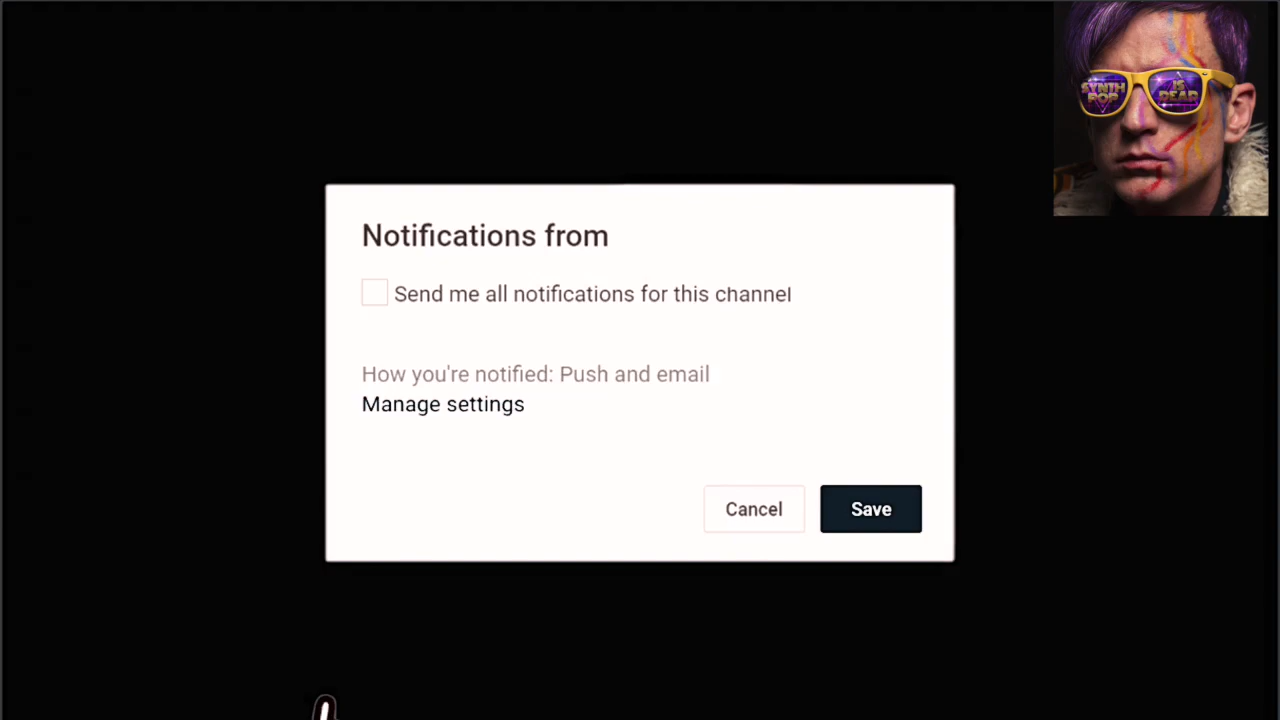 SYNTH IS
POP DEAD
Notifications from
Send me all notifications for this channel
How you're notified: Push and email
Manage settings
Cancel Save